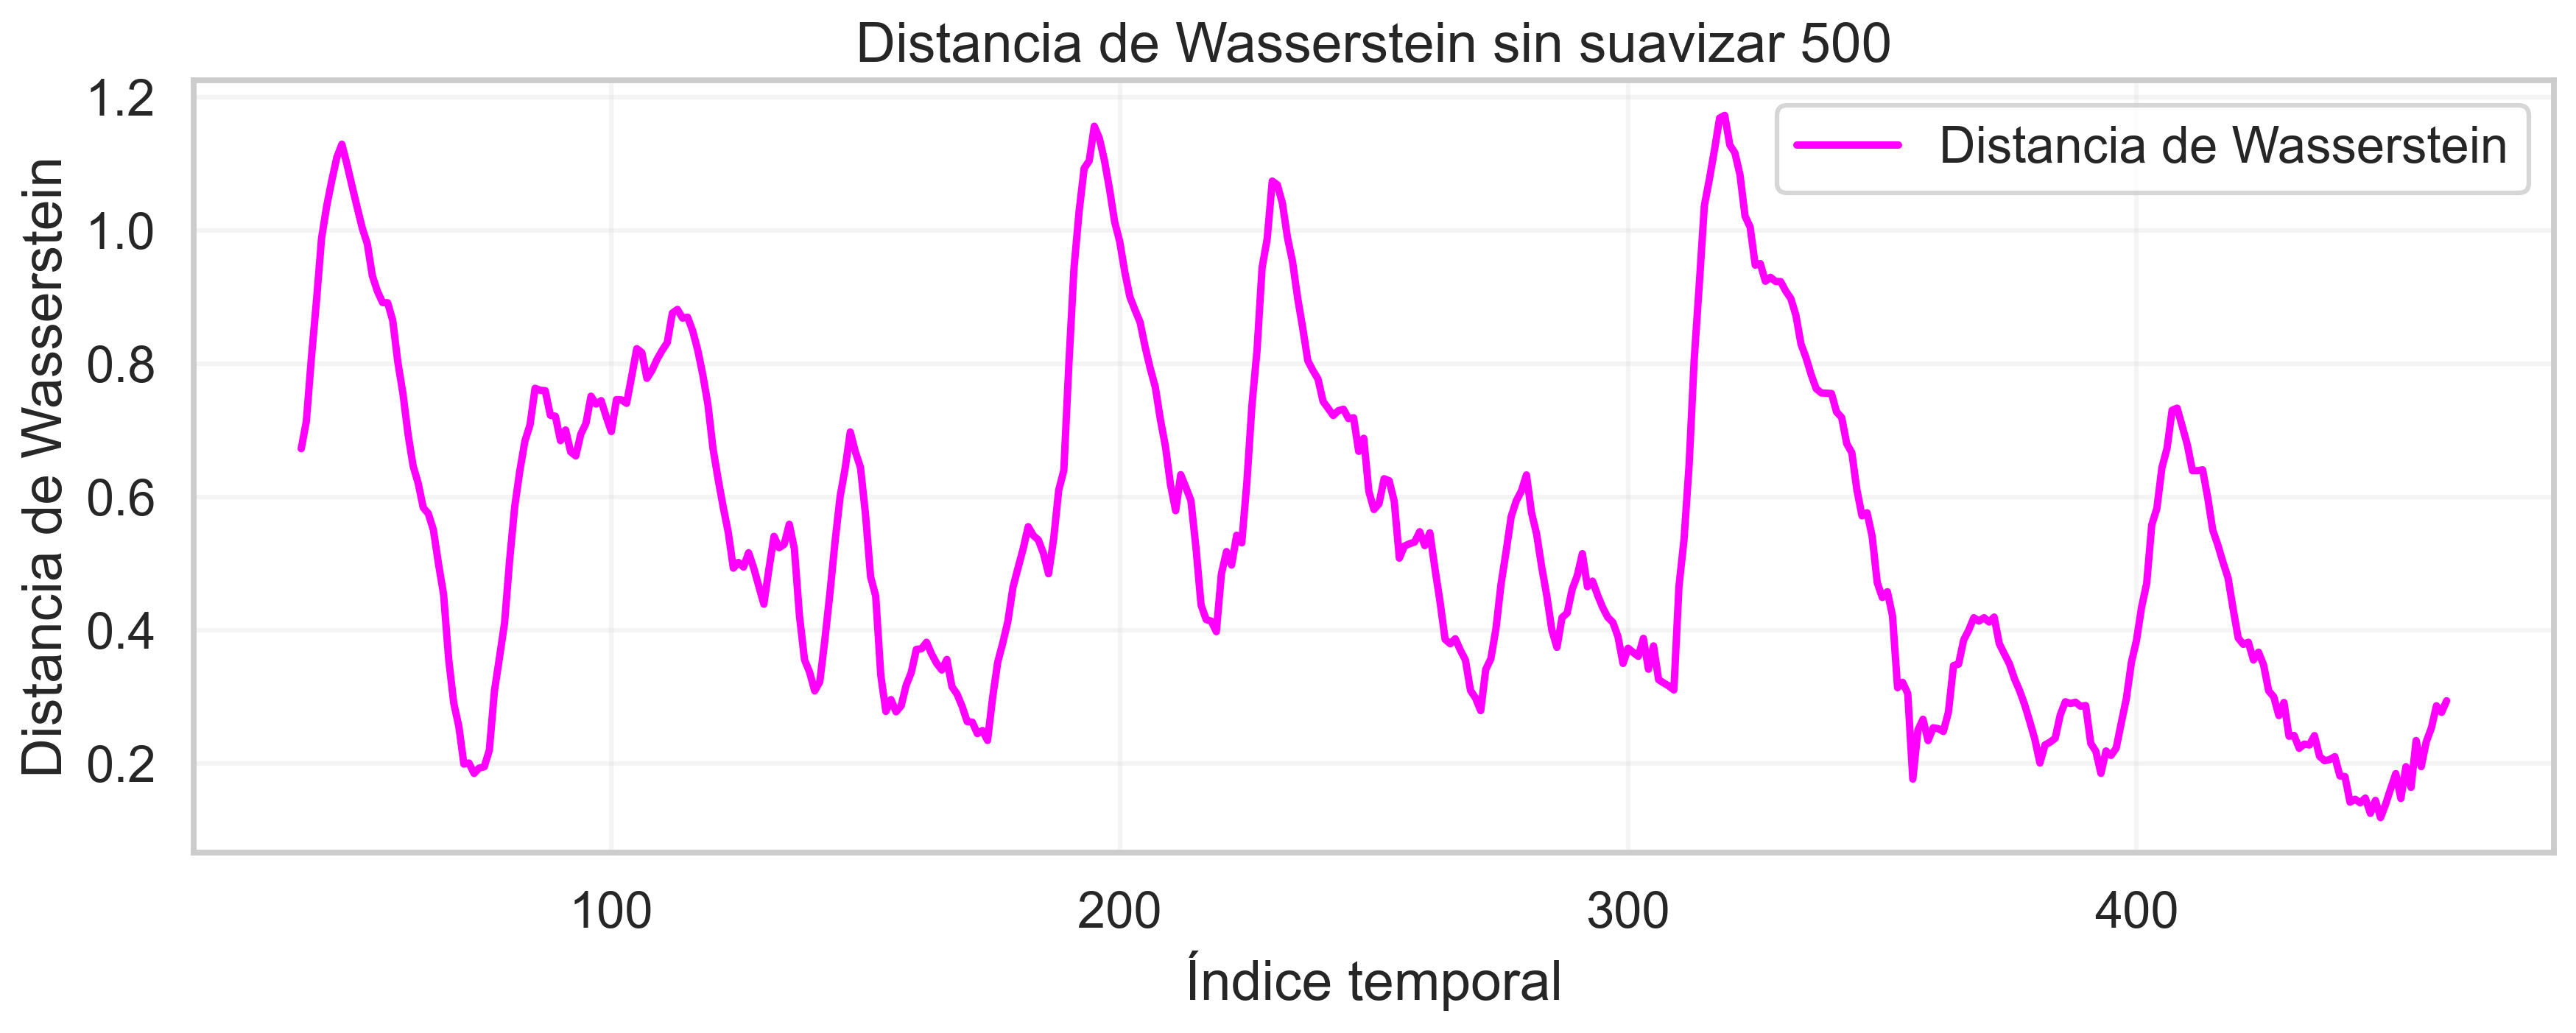 Distancia de Wasserstein sin suavizar 500
Distancia de Wasserstein
1.2
1.0
0.8
0.6
0.4
0.2
Distancia de Wasserstein
100
200
300
400
Índice temporal